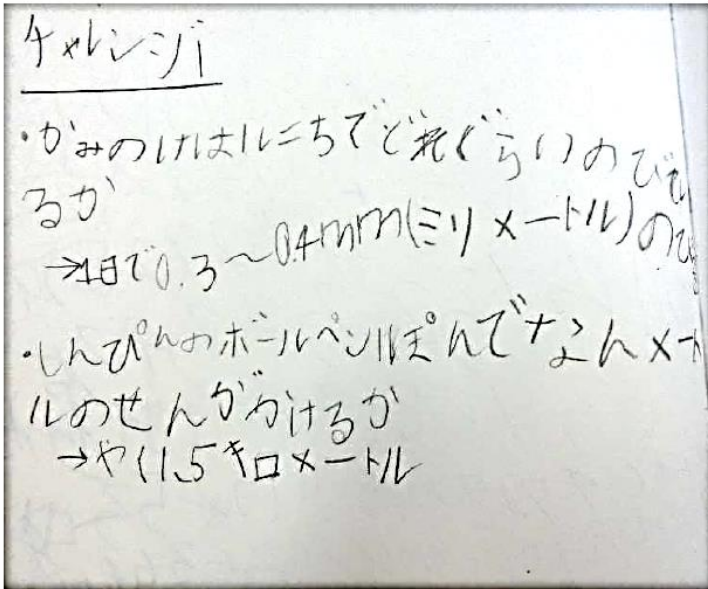 チャレンジ1
・かみのけは1にちでどれぐらいのびて
るか
→1日で0.3〜0.4mm(ミリメートル)のび
・しんぴんのボールペン1ぽんでなんメート
ルのせんがかけるか
→やく1.5キロメートル